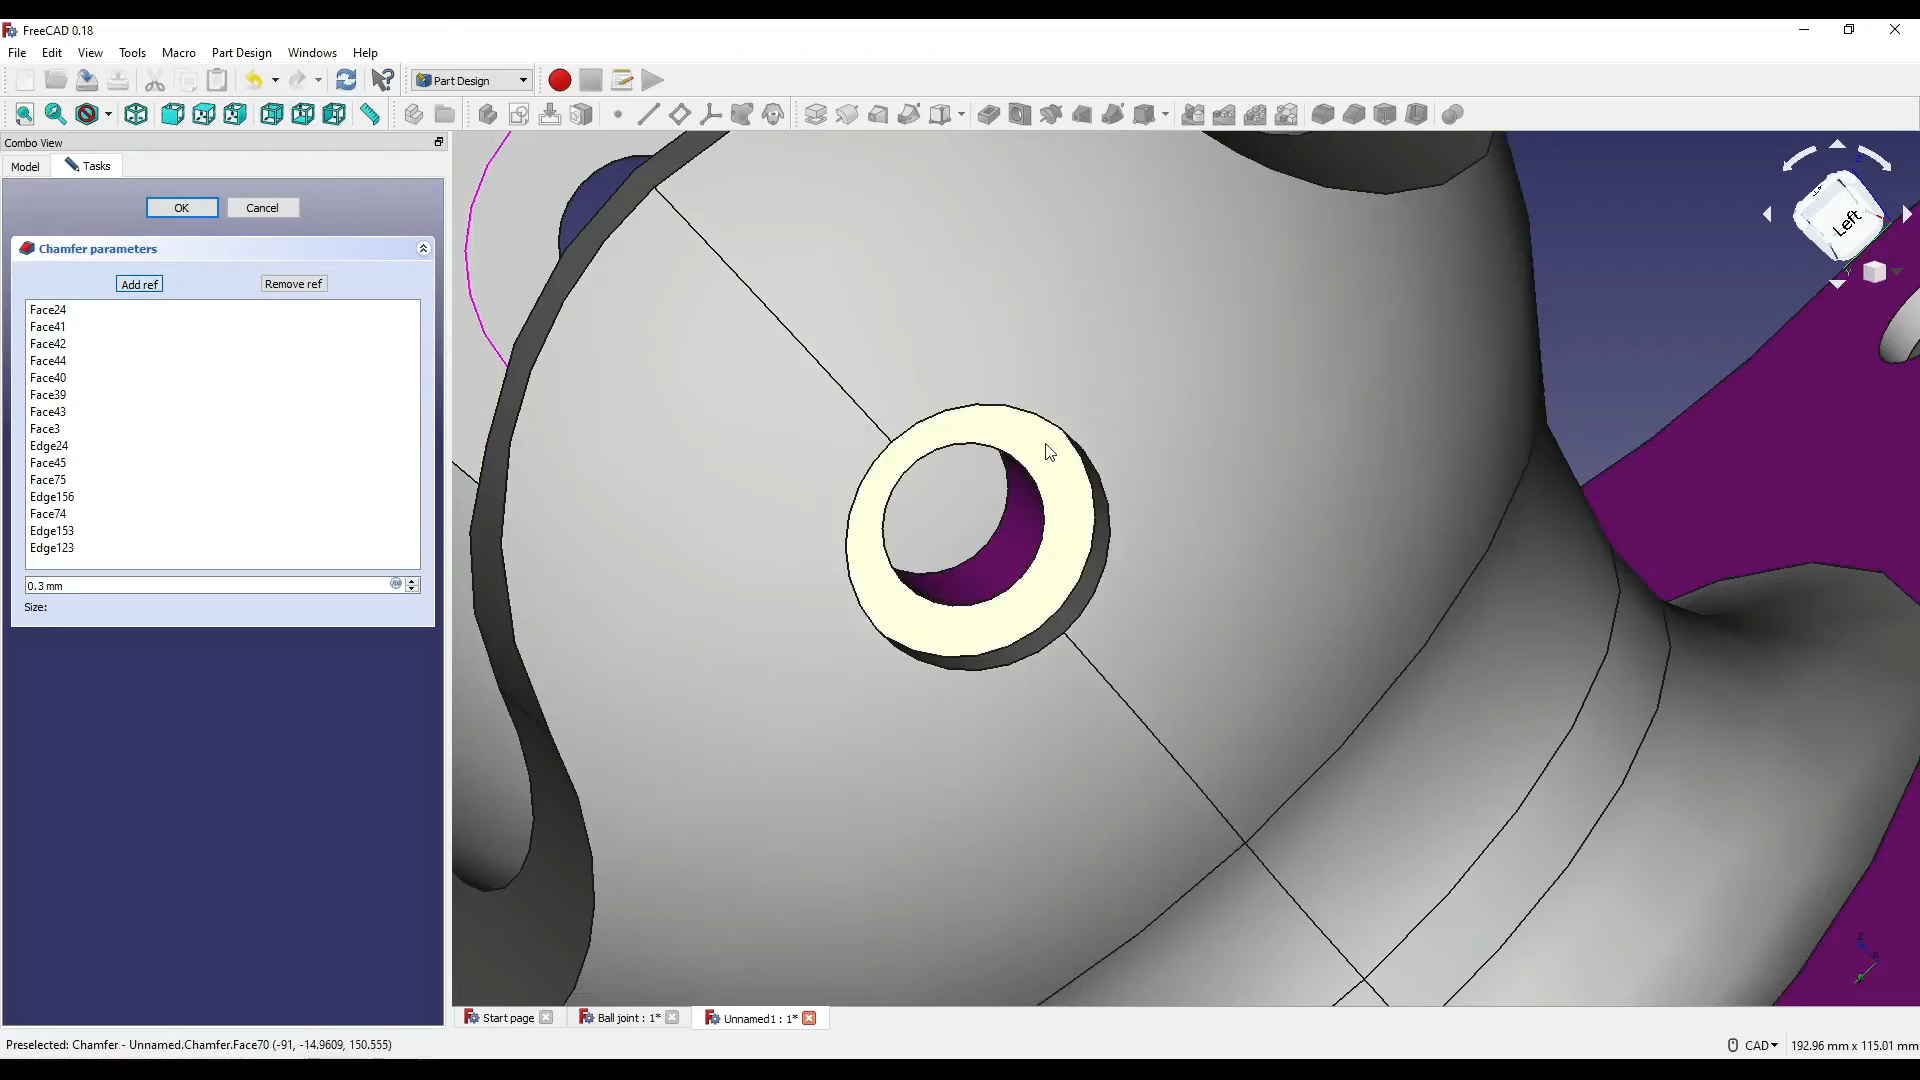 FreeCAD 0.18
File Edit View Tools Macro Part Design Windows Help
Part Design
Combo View
Model Tasks
OK Cancel
Chamfer parameters
Add ref Remove ref
Face24
Face41
Face42
Face44
Face40
Face39
Face43
Face3
Edge24
Face45
Face75
Edge156
Face74
Edge153
Edge123
0.3 mm
Size:
Left
Z
Y
Z
Start page Ball joint : 1* Unnamed1 : 1*
Preselected: Chamfer - Unnamed.Chamfer.Face70 (-91, -14.9609, 150.555)
CAD 192.96 mm x 115.01 mm